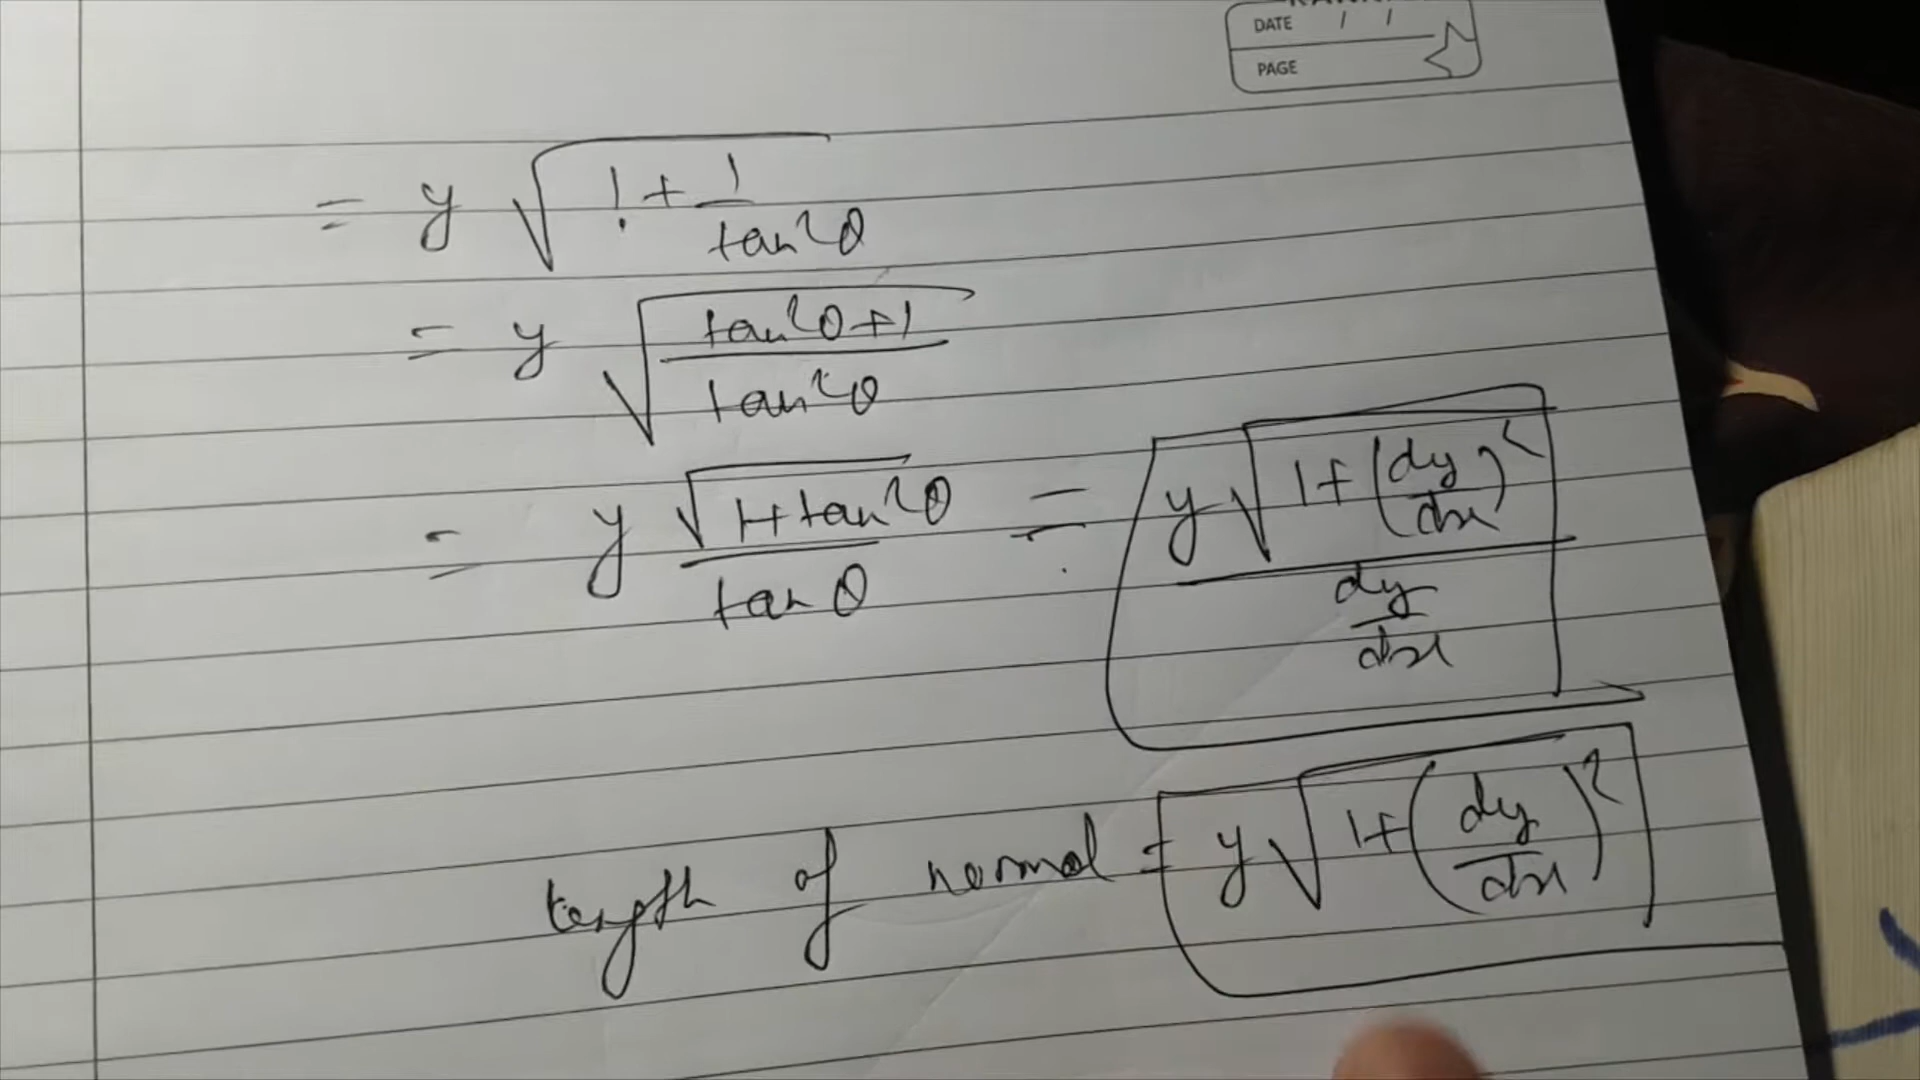 DATE / /
PAGE
= y √(1 + 1/tan²θ)
= y √((tan²θ+1)/tan²θ)
= y √(1+tan²θ)/tan θ = y√(1+(dy/dx)²)/(dy/dx)
length of normal = y√(1+(dy/dx)²)